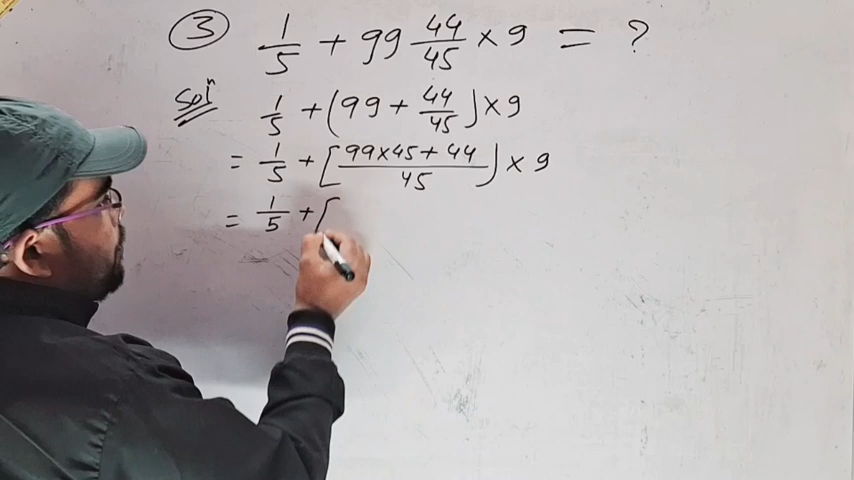 ③ 1/5 + 99 44/45 × 9 = ?
Solⁿ 1/5 + (99 + 44/45) × 9
= 1/5 + [99×45+44/45] × 9
= 1/5 + [